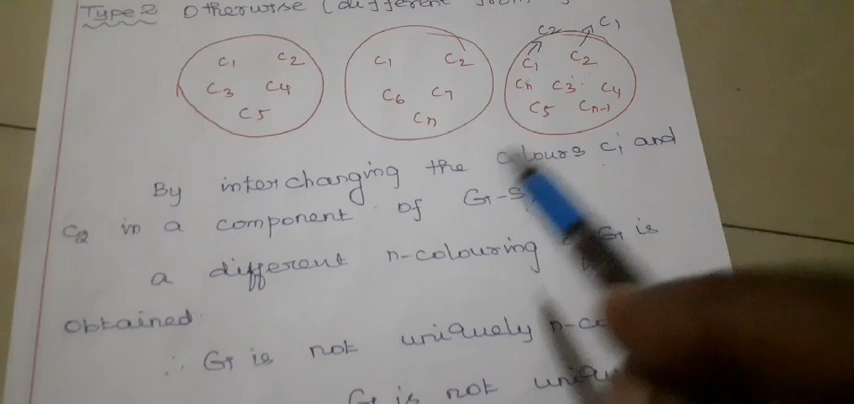 Type 2 Otherwise (different
C2 C1
C1 C2 C1 C2 C1 C2
C3 C4 C6 C7 Cn C3 C4
C5 Cn C5 Cn-1
By interchanging the colours C1 and
C2 in a component of G-S,
a different n-colouring G is
obtained.
∴ G is not uniquely
G is not